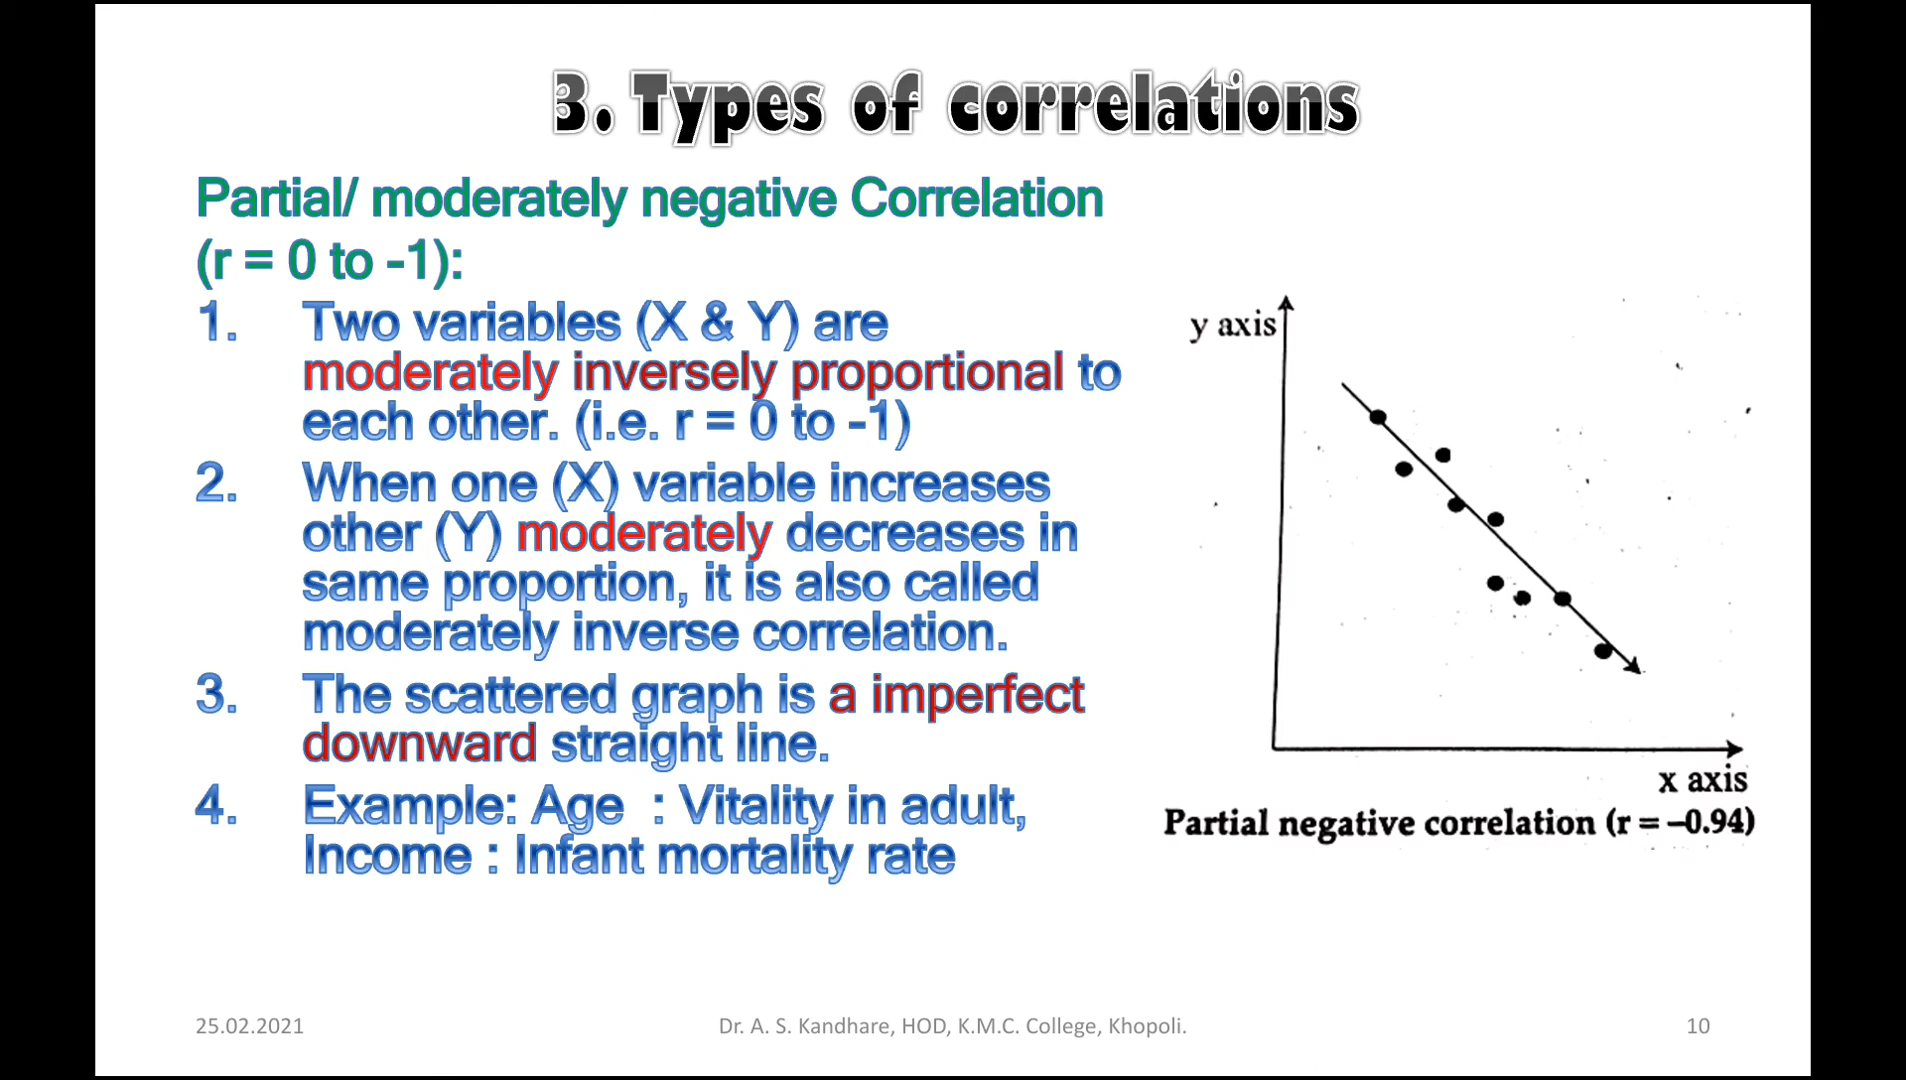 3. Types of correlations
Partial/ moderately negative Correlation
(r = 0 to -1):
1. Two variables (X & Y) are
moderately inversely proportional to
each other. (i.e. r = 0 to -1)
2. When one (X) variable increases
other (Y) moderately decreases in
same proportion, it is also called
moderately inverse correlation.
3. The scattered graph is a imperfect
downward straight line.
4. Example: Age : Vitality in adult,
Income : Infant mortality rate
y axis
x axis
Partial negative correlation (r = –0.94)
25.02.2021
Dr. A. S. Kandhare, HOD, K.M.C. College, Khopoli.
10